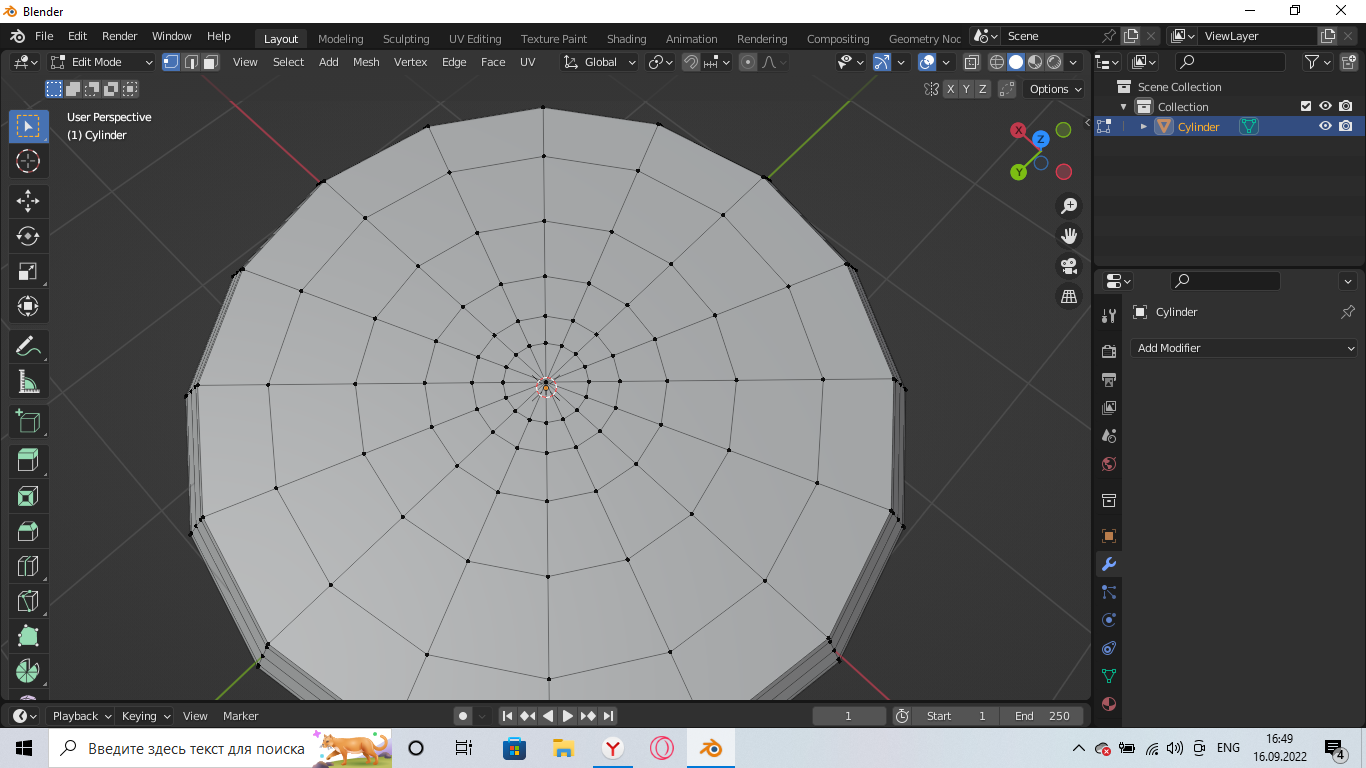 Blender
File Edit Render Window Help Layout Modeling Sculpting UV Editing Texture Paint Shading Animation Rendering Compositing Geometry Noc Scene ViewLayer
Edit Mode View Select Add Mesh Vertex Edge Face UV Global
X Y Z Options
User Perspective
(1) Cylinder
X
Z
Y
Scene Collection
Collection
Cylinder
Cylinder
Add Modifier
Playback Keying View Marker 1 Start 1 End 250
Введите здесь текст для поиска
ENG
16:49
16.09.2022
4